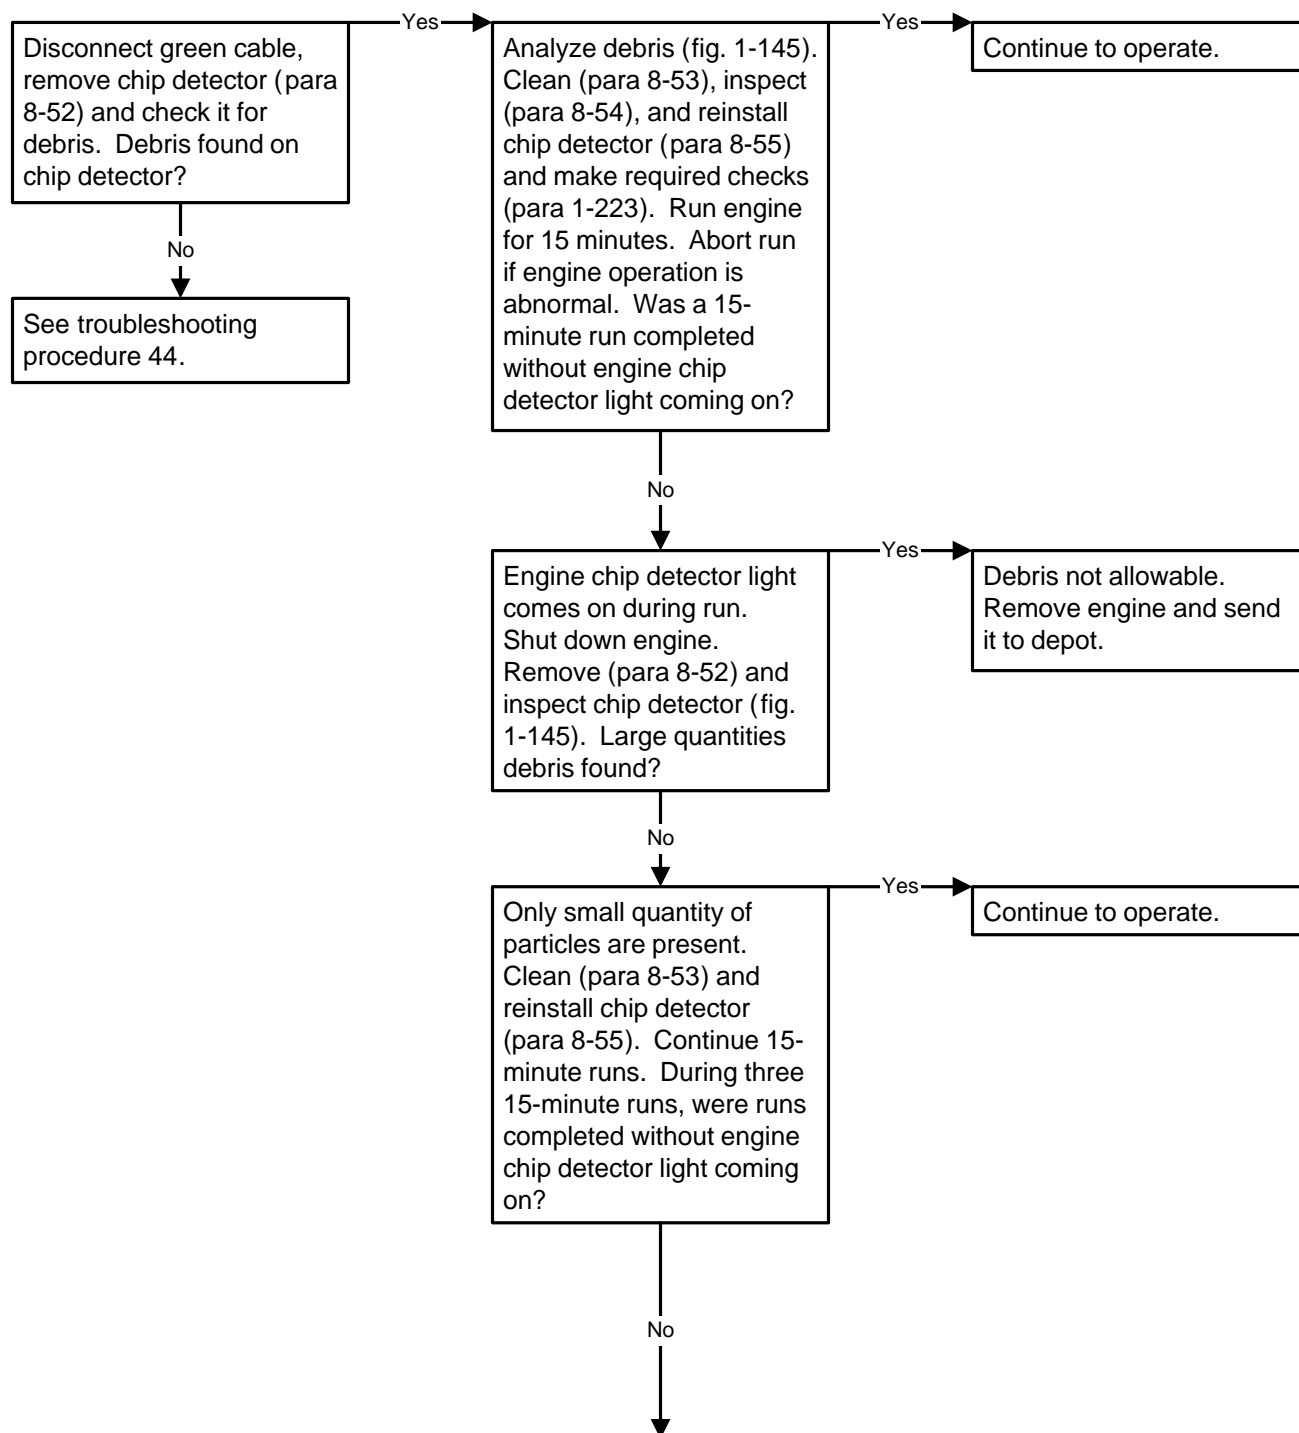 Disconnect green cable,
remove chip detector (para
8-52) and check it for
debris.  Debris found on
chip detector?
Yes
No
See troubleshooting
procedure 44.
Analyze debris (fig. 1-145).
Clean (para 8-53), inspect
(para 8-54), and reinstall
chip detector (para 8-55)
and make required checks
(para 1-223).  Run engine
for 15 minutes.  Abort run
if engine operation is
abnormal.  Was a 15-
minute run completed
without engine chip
detector light coming on?
Yes
Continue to operate.
No
Engine chip detector light
comes on during run.
Shut down engine.
Remove (para 8-52) and
inspect chip detector (fig.
1-145).  Large quantities
debris found?
Yes
Debris not allowable.
Remove engine and send
it to depot.
No
Only small quantity of
particles are present.
Clean (para 8-53) and
reinstall chip detector
(para 8-55).  Continue 15-
minute runs.  During three
15-minute runs, were runs
completed without engine
chip detector light coming
on?
Yes
Continue to operate.
No